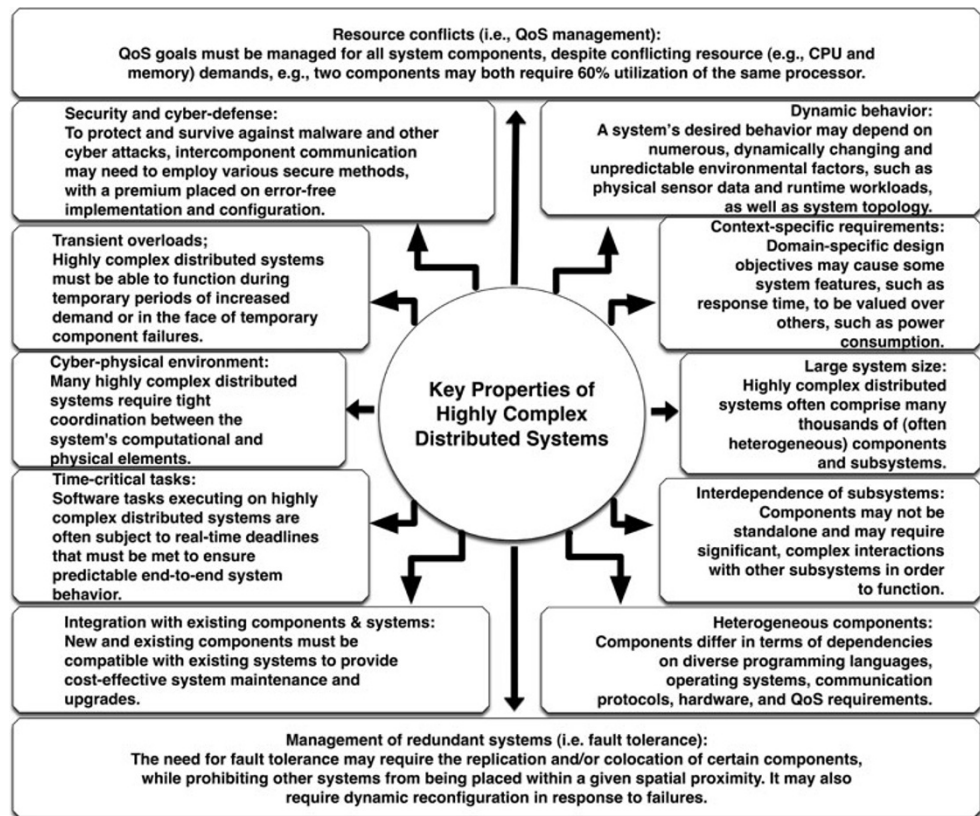 Resource conflicts (i.e., QoS management):
QoS goals must be managed for all system components, despite conflicting resource (e.g., CPU and
memory) demands, e.g., two components may both require 60% utilization of the same processor.
Security and cyber-defense:
To protect and survive against malware and other
cyber attacks, intercomponent communication
may need to employ various secure methods,
with a premium placed on error-free
implementation and configuration.
Dynamic behavior:
A system's desired behavior may depend on
numerous, dynamically changing and
unpredictable environmental factors, such as
physical sensor data and runtime workloads,
as well as system topology.
Transient overloads;
Highly complex distributed systems
must be able to function during
temporary periods of increased
demand or in the face of temporary
component failures.
Context-specific requirements:
Domain-specific design
objectives may cause some
system features, such as
response time, to be valued over
others, such as power
consumption.
Cyber-physical environment:
Many highly complex distributed
systems require tight
coordination between the
system's computational and
physical elements.
Key Properties of
Highly Complex
Distributed Systems
Large system size:
Highly complex distributed
systems often comprise many
thousands of (often
heterogeneous) components
and subsystems.
Time-critical tasks:
Software tasks executing on highly
complex distributed systems are
often subject to real-time deadlines
that must be met to ensure
predictable end-to-end system
behavior.
Interdependence of subsystems:
Components may not be
standalone and may require
significant, complex interactions
with other subsystems in order
to function.
Integration with existing components & systems:
New and existing components must be
compatible with existing systems to provide
cost-effective system maintenance and
upgrades.
Heterogeneous components:
Components differ in terms of dependencies
on diverse programming languages,
operating systems, communication
protocols, hardware, and QoS requirements.
Management of redundant systems (i.e. fault tolerance):
The need for fault tolerance may require the replication and/or colocation of certain components,
while prohibiting other systems from being placed within a given spatial proximity. It may also
require dynamic reconfiguration in response to failures.